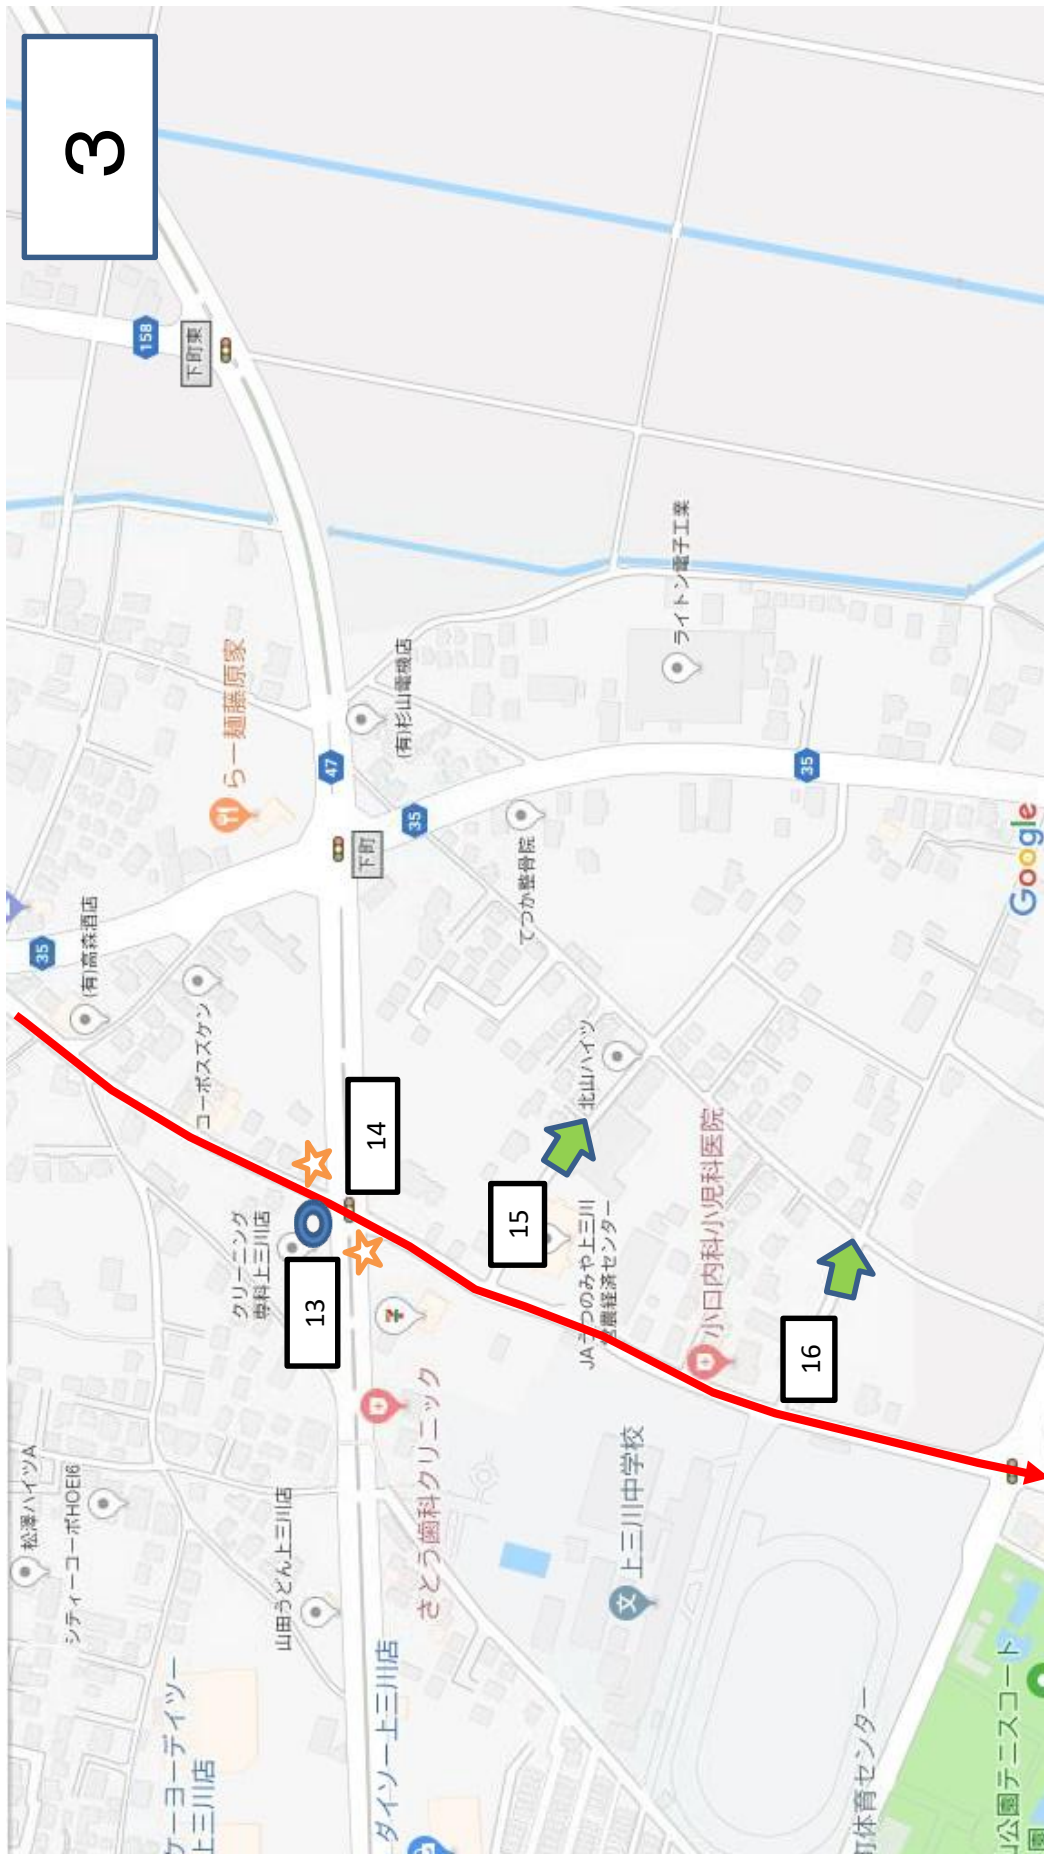 松澤ハイツA
35
(有)高森酒店
シティーコーポHOEI6
3
158
ケーヨーデイツー
上三川店
下町東
コーポスズケン
らー麺藤原家
クリーニング
専科上三川店
山田うどん上三川店
13
47
下町
14
ダイソー上三川店
(有)杉山電機店
35
さとう歯科クリニック
15
てつか整骨院
JAうつのみや上三川
営農経済センター
北山ハイツ
上三川中学校
ライトン電子工業
小口内科小児科医院
16
35
町体育センター
公園テニスコート
Google